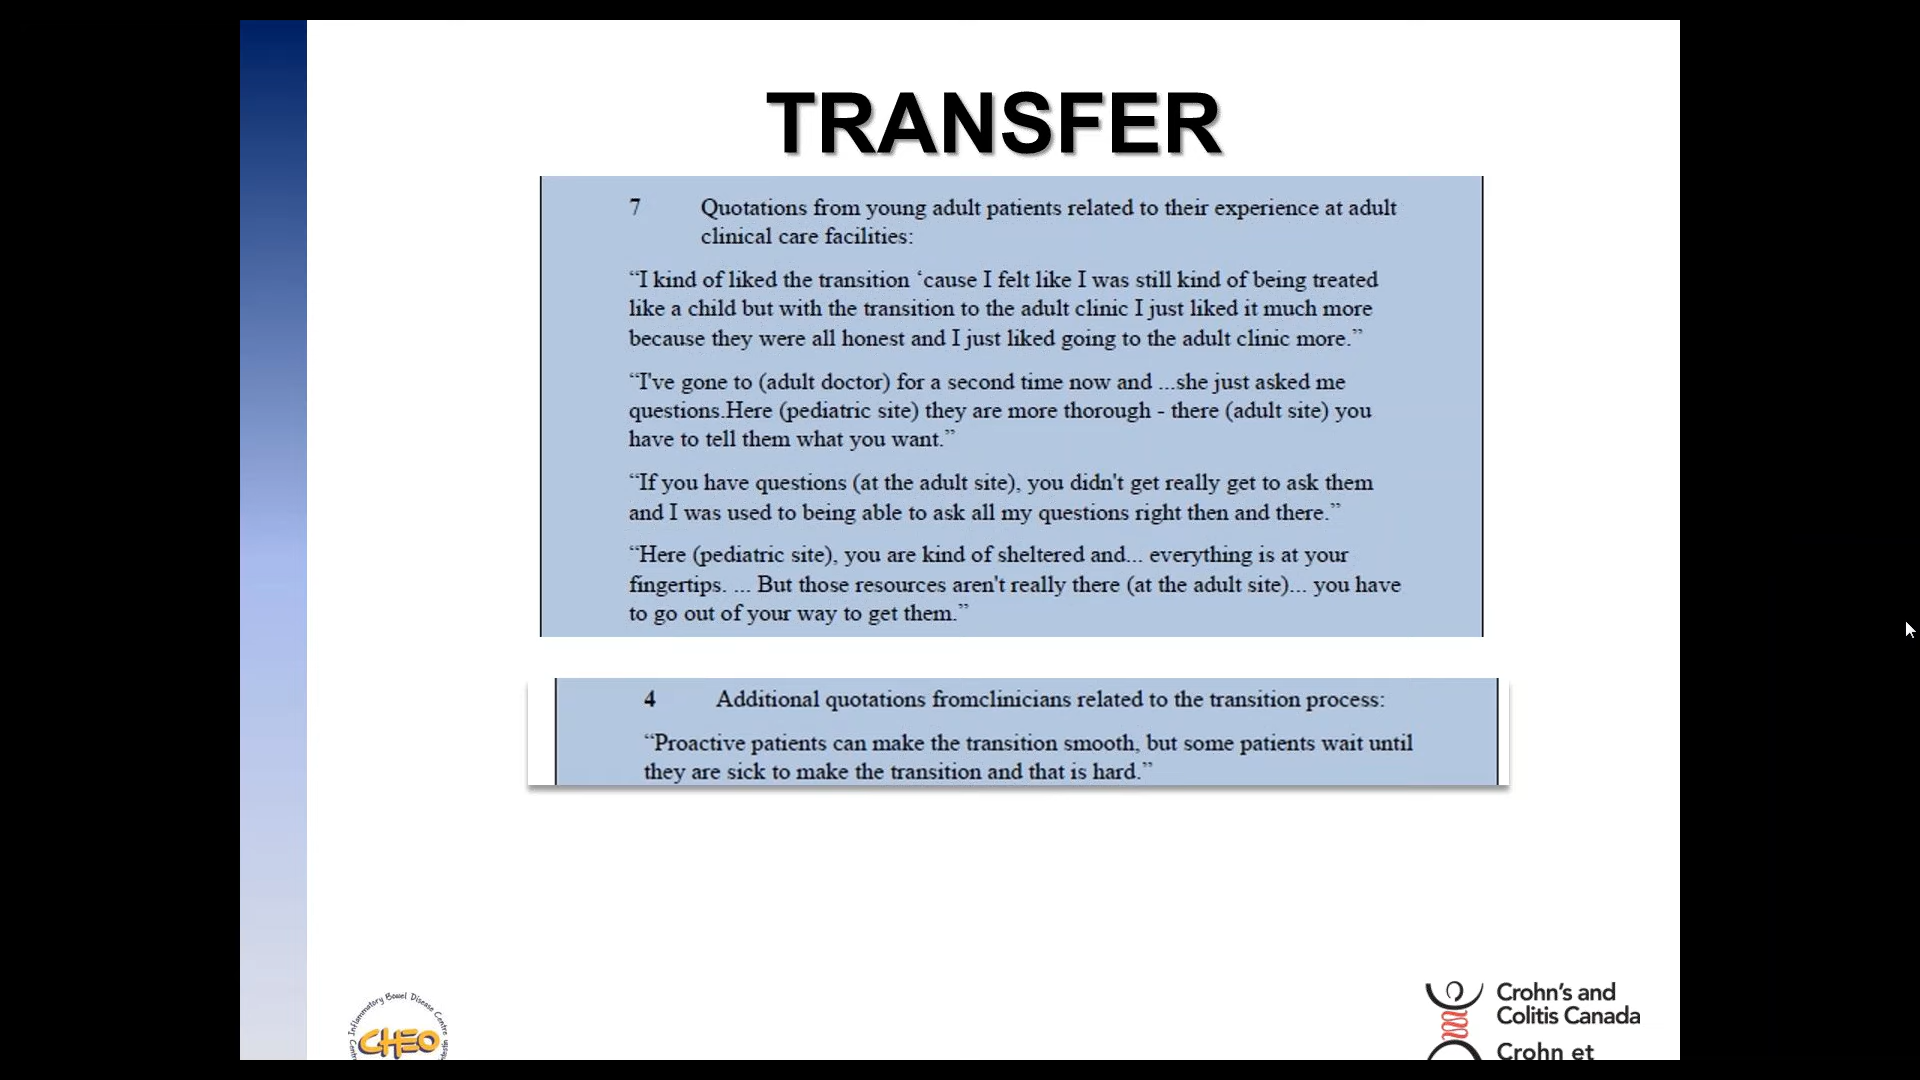 TRANSFER
7 Quotations from young adult patients related to their experience at adult
clinical care facilities:
“I kind of liked the transition ‘cause I felt like I was still kind of being treated
like a child but with the transition to the adult clinic I just liked it much more
because they were all honest and I just liked going to the adult clinic more.”
“I've gone to (adult doctor) for a second time now and ...she just asked me
questions.Here (pediatric site) they are more thorough - there (adult site) you
have to tell them what you want.”
“If you have questions (at the adult site), you didn't get really get to ask them
and I was used to being able to ask all my questions right then and there.”
“Here (pediatric site), you are kind of sheltered and... everything is at your
fingertips. ... But those resources aren't really there (at the adult site)... you have
to go out of your way to get them.”
4 Additional quotations fromclinicians related to the transition process:
“Proactive patients can make the transition smooth, but some patients wait until
they are sick to make the transition and that is hard.”
Inflammatory Bowel Disease Centre
CHEO
Crohn’s and
Colitis Canada
Crohn et